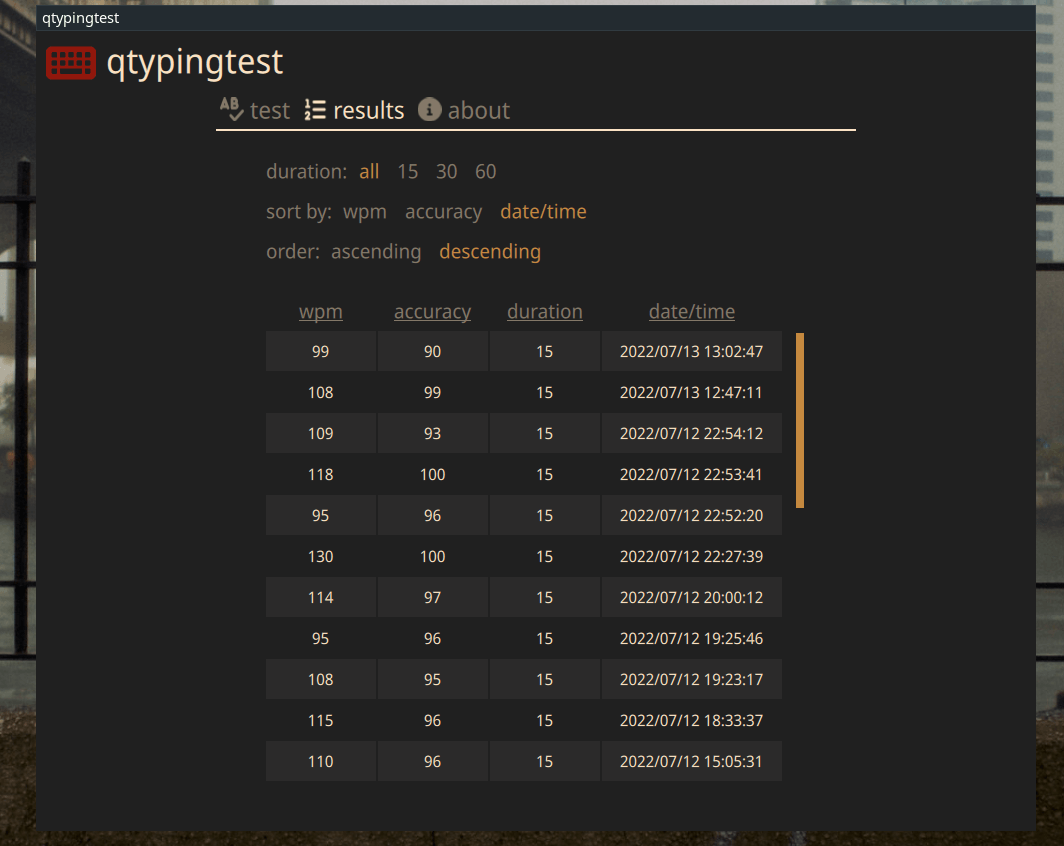 qtypingtest
qtypingtest
AB test 1 2 results i about
duration: all 15 30 60
sort by: wpm accuracy date/time
order: ascending descending
wpm accuracy duration date/time
99 90 15 2022/07/13 13:02:47
108 99 15 2022/07/13 12:47:11
109 93 15 2022/07/12 22:54:12
118 100 15 2022/07/12 22:53:41
95 96 15 2022/07/12 22:52:20
130 100 15 2022/07/12 22:27:39
114 97 15 2022/07/12 20:00:12
95 96 15 2022/07/12 19:25:46
108 95 15 2022/07/12 19:23:17
115 96 15 2022/07/12 18:33:37
110 96 15 2022/07/12 15:05:31